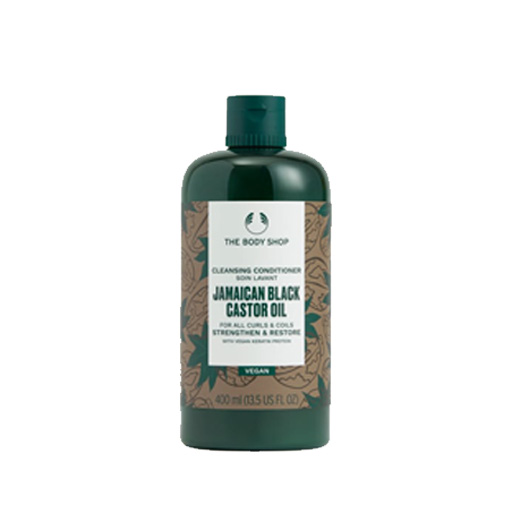 THE BODY SHOP
CLEANSING CONDITIONER
SOIN LAVANT
JAMAICAN BLACK
CASTOR OIL
FOR ALL CURLS & COILS
STRENGTHEN & RESTORE
WITH VEGAN KERATIN PROTEIN
VEGAN
400 ml (13.5 US FL OZ)